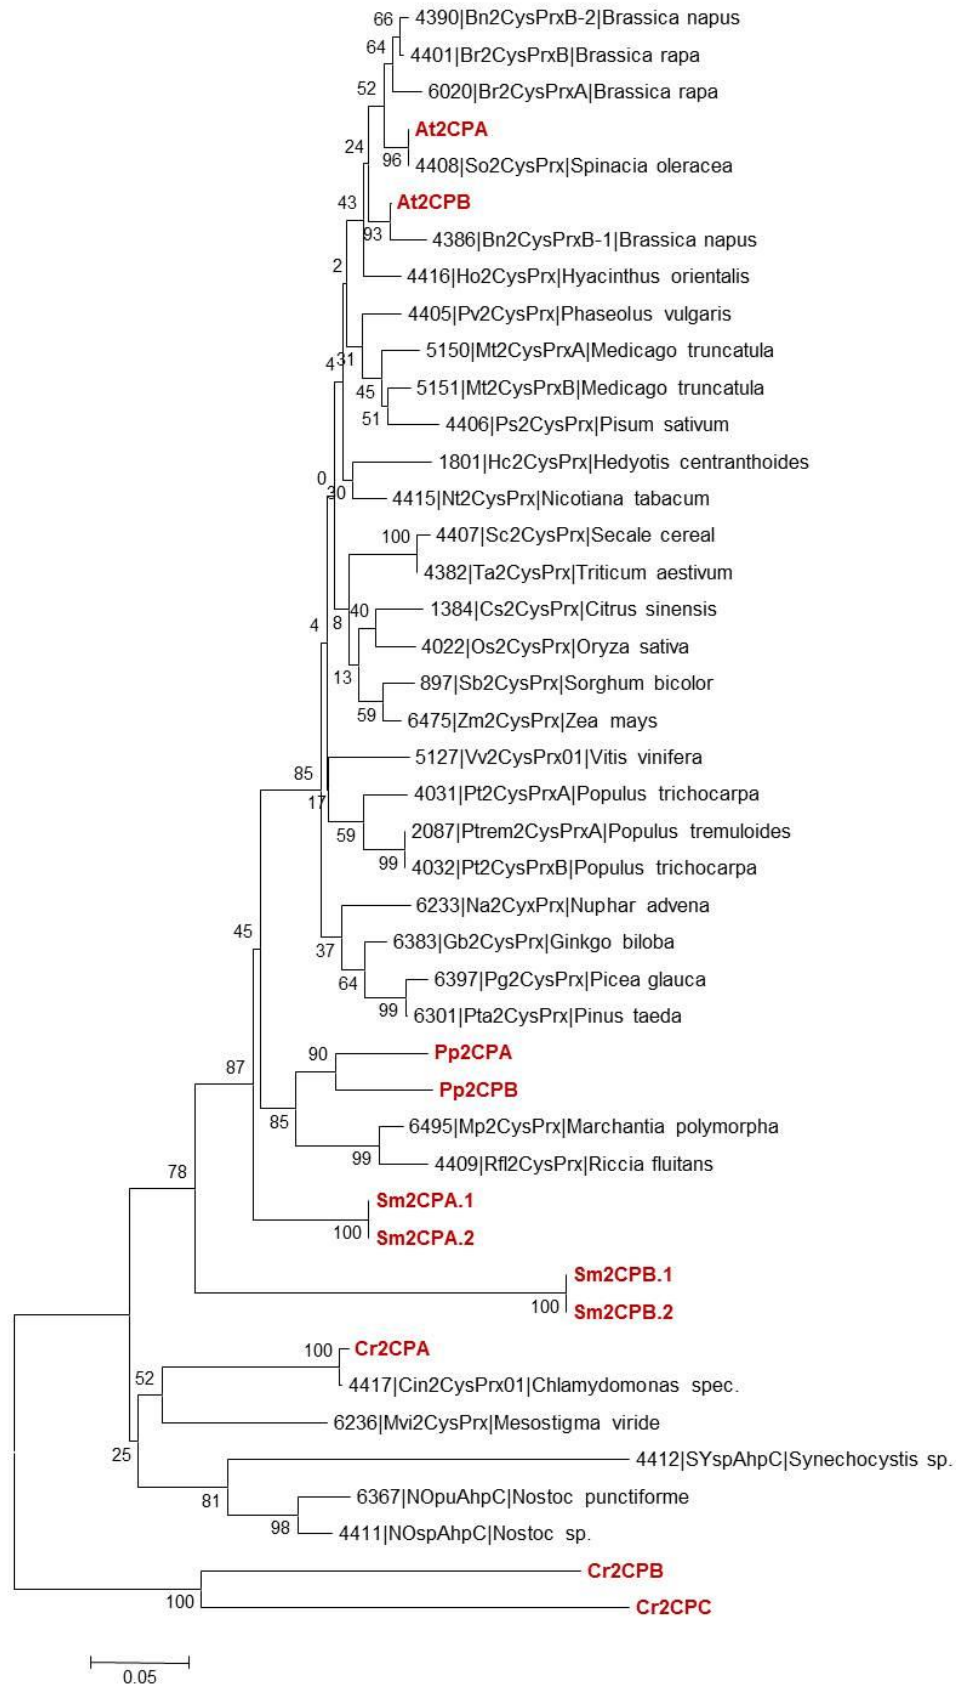 66
4390|Bn2CysPrxB-2|Brassica napus
64
4401|Br2CysPrxB|Brassica rapa
52
6020|Br2CysPrxA|Brassica rapa
At2CPA
24
96
4408|So2CysPrx|Spinacia oleracea
43
At2CPB
93
4386|Bn2CysPrxB-1|Brassica napus
2
4416|Ho2CysPrx|Hyacinthus orientalis
4405|Pv2CysPrx|Phaseolus vulgaris
4
31
5150|Mt2CysPrxA|Medicago truncatula
45
5151|Mt2CysPrxB|Medicago truncatula
51
4406|Ps2CysPrx|Pisum sativum
1801|Hc2CysPrx|Hedyotis centranthoides
0
30
4415|Nt2CysPrx|Nicotiana tabacum
100
4407|Sc2CysPrx|Secale cereal
4382|Ta2CysPrx|Triticum aestivum
40
1384|Cs2CysPrx|Citrus sinensis
4
8
4022|Os2CysPrx|Oryza sativa
13
897|Sb2CysPrx|Sorghum bicolor
59
6475|Zm2CysPrx|Zea mays
5127|Vv2CysPrx01|Vitis vinifera
85
17
4031|Pt2CysPrxA|Populus trichocarpa
59
2087|Ptrem2CysPrxA|Populus tremuloides
99
4032|Pt2CysPrxB|Populus trichocarpa
6233|Na2CyxPrx|Nuphar advena
45
37
6383|Gb2CysPrx|Ginkgo biloba
64
6397|Pg2CysPrx|Picea glauca
99
6301|Pta2CysPrx|Pinus taeda
90
Pp2CPA
87
Pp2CPB
85
6495|Mp2CysPrx|Marchantia polymorpha
99
4409|Rfl2CysPrx|Riccia fluitans
78
Sm2CPA.1
100
Sm2CPA.2
Sm2CPB.1
100
Sm2CPB.2
100
Cr2CPA
52
4417|Cin2CysPrx01|Chlamydomonas spec.
6236|Mvi2CysPrx|Mesostigma viride
25
4412|SYspAhpC|Synechocystis sp.
81
6367|NOpuAhpC|Nostoc punctiforme
98
4411|NOspAhpC|Nostoc sp.
Cr2CPB
100
Cr2CPC
0.05